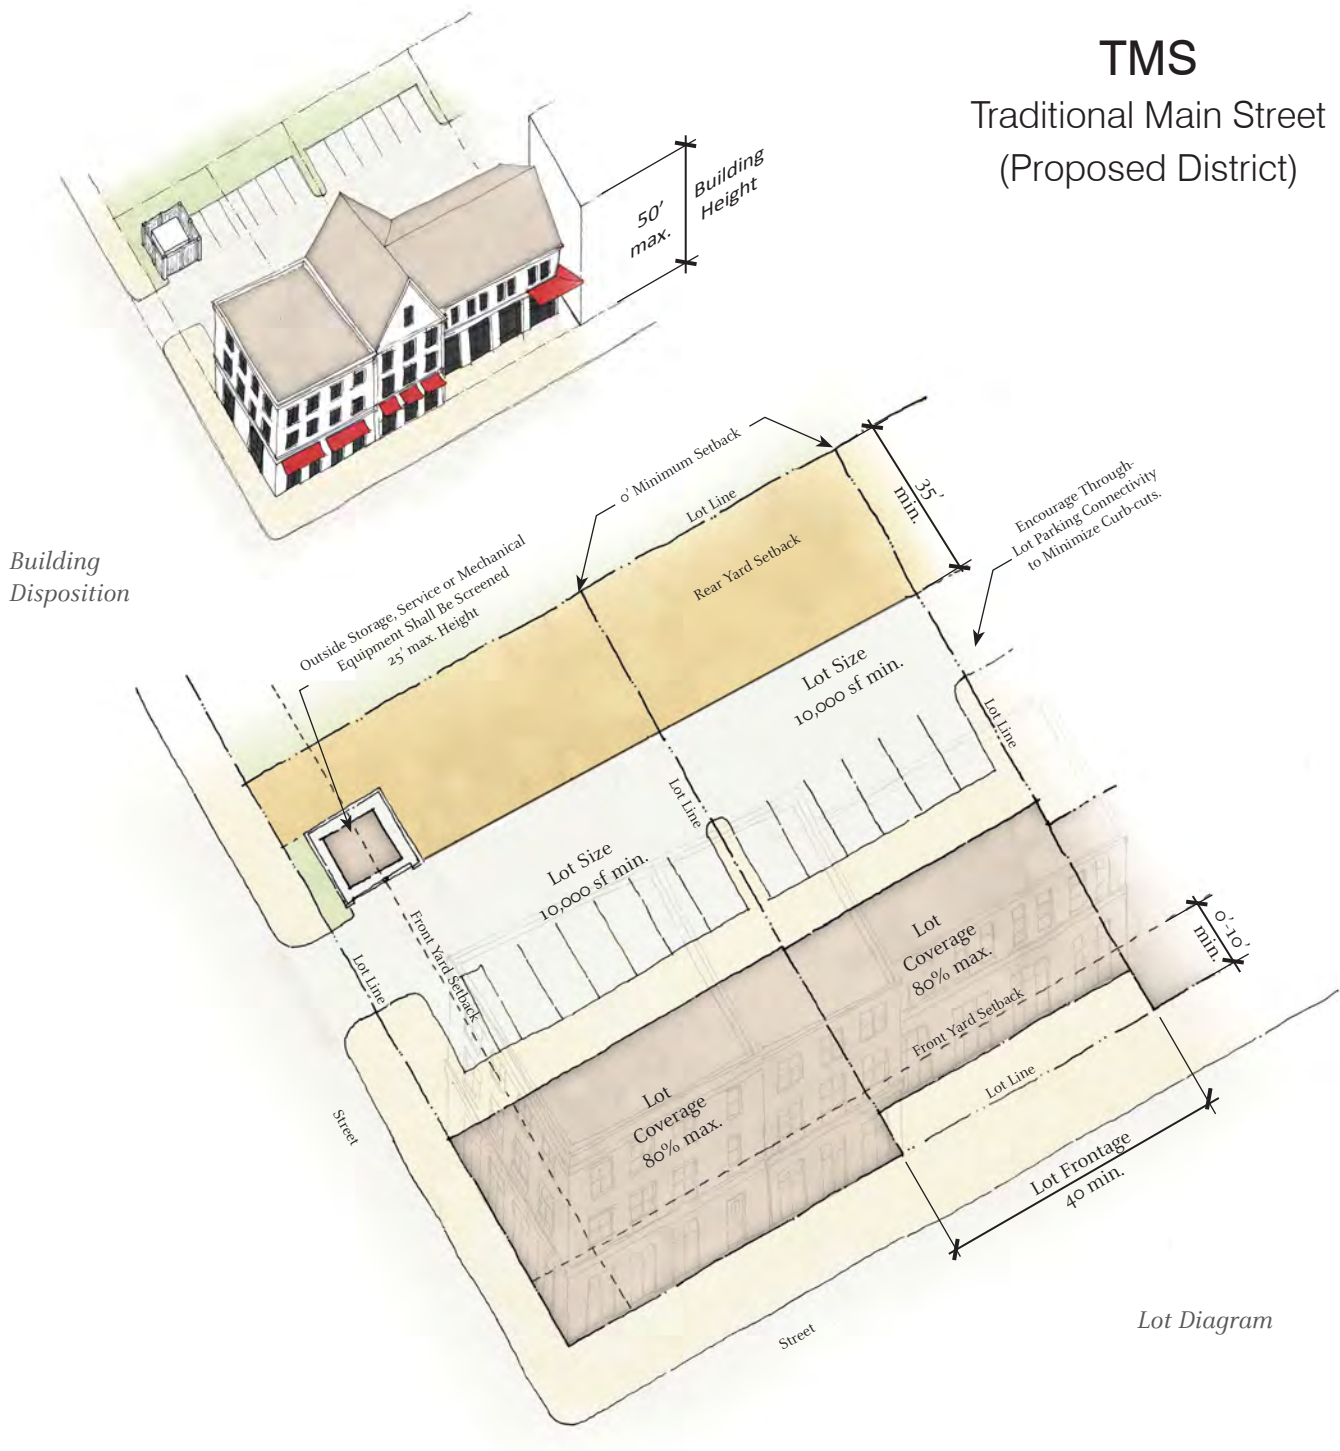 TMS
Traditional Main Street
(Proposed District)
Building
Height
50'
max.
Building
Disposition
0' Minimum Setback
Lot Line
35'
min.
Encourage Through-
Lot Parking Connectivity
to Minimize Curb-cuts.
Outside Storage, Service or Mechanical
Equipment Shall Be Screened
25' max. Height
Rear Yard Setback
Lot Size
10,000 sf min.
Lot Line
Lot Line
Lot Size
10,000 sf min.
Front Yard Setback
Lot Line
Lot
Coverage
80% max.
0'-10'
min.
Front Yard Setback
Lot Line
Lot
Coverage
80% max.
Street
Lot Frontage
40 min.
Street
Lot Diagram